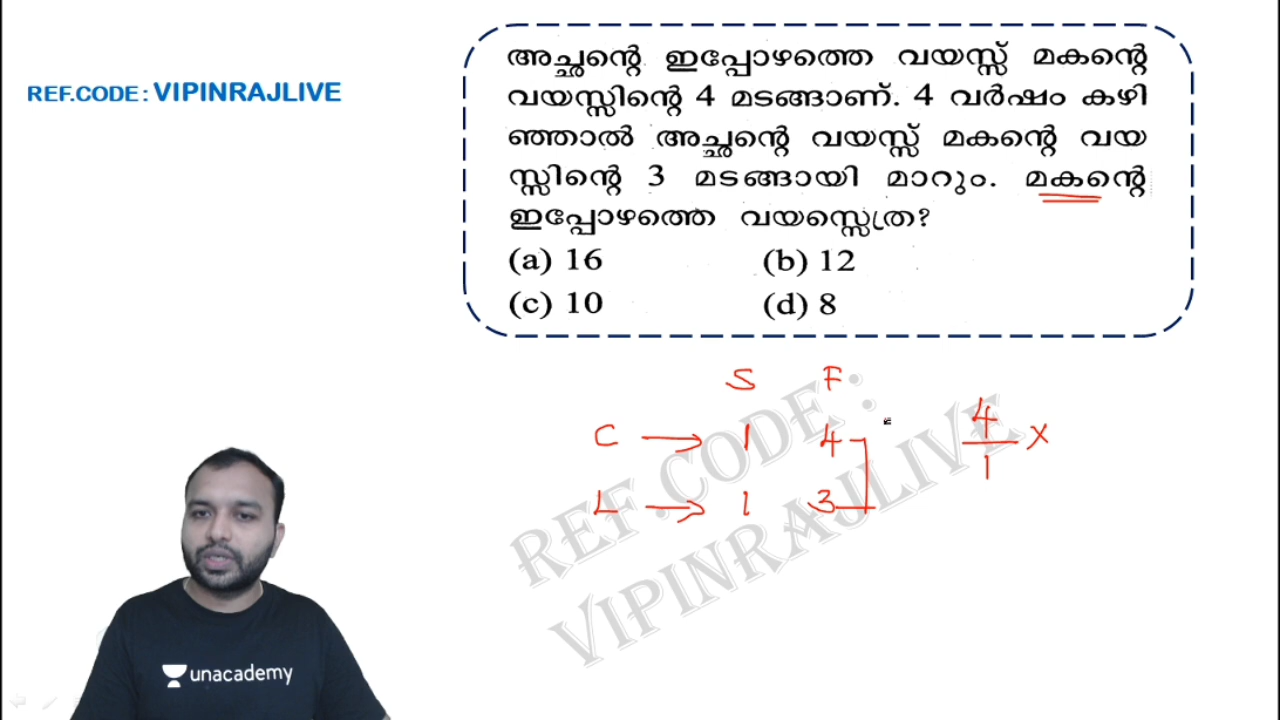 REF.CODE : VIPINRAJLIVE
അച്ഛന്റെ ഇപ്പോഴത്തെ വയസ്സ് മകന്റെ
വയസ്സിന്റെ 4 മടങ്ങാണ്. 4 വർഷം കഴി
ഞ്ഞാൽ അച്ഛന്റെ വയസ്സ് മകന്റെ വയ
സ്സിന്റെ 3 മടങ്ങായി മാറും. മകന്റെ
ഇപ്പോഴത്തെ വയസ്സെത്ര?
(a) 16 (b) 12
(c) 10 (d) 8
S F
C → 1 4
L → 1 3
4/1 X
REF.CODE :
VIPINRAJLIVE
unacademy